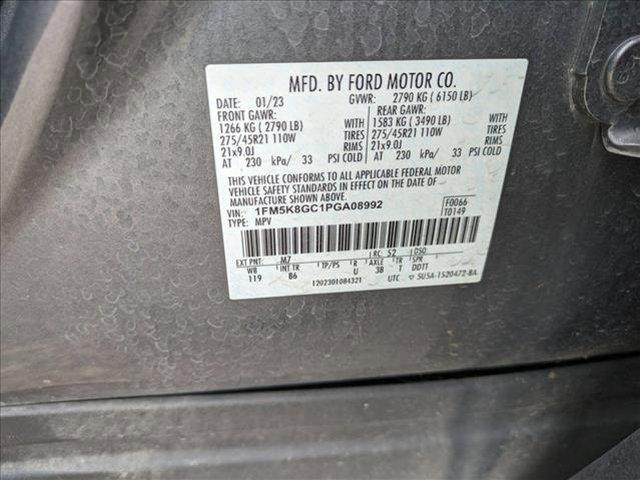 MFD. BY FORD MOTOR CO.
DATE: 01/23 GVWR: 2790 KG (6150 LB)
FRONT GAWR: REAR GAWR:
1266 KG (2790 LB) WITH 1583 KG (3490 LB) WITH
275/45R21 110W TIRES 275/45R21 110W TIRES
21x9.0J RIMS 21x9.0J RIMS
AT 230 kPa/ 33 PSI COLD AT 230 kPa/ 33 PSI COLD
THIS VEHICLE CONFORMS TO ALL APPLICABLE FEDERAL MOTOR
VEHICLE SAFETY STANDARDS IN EFFECT ON THE DATE OF
MANUFACTURE SHOWN ABOVE.
VIN: 1FM5K8GC1PGA08992 F0066
TYPE: MPV T0149
EXT PNT: M7 RC: 52 DSO:
WB INT TR TP/PS R AXLE TR SPR
119 B6 U 3B T DDTT
1202301084321 UTC 5U5A-1520472-BA